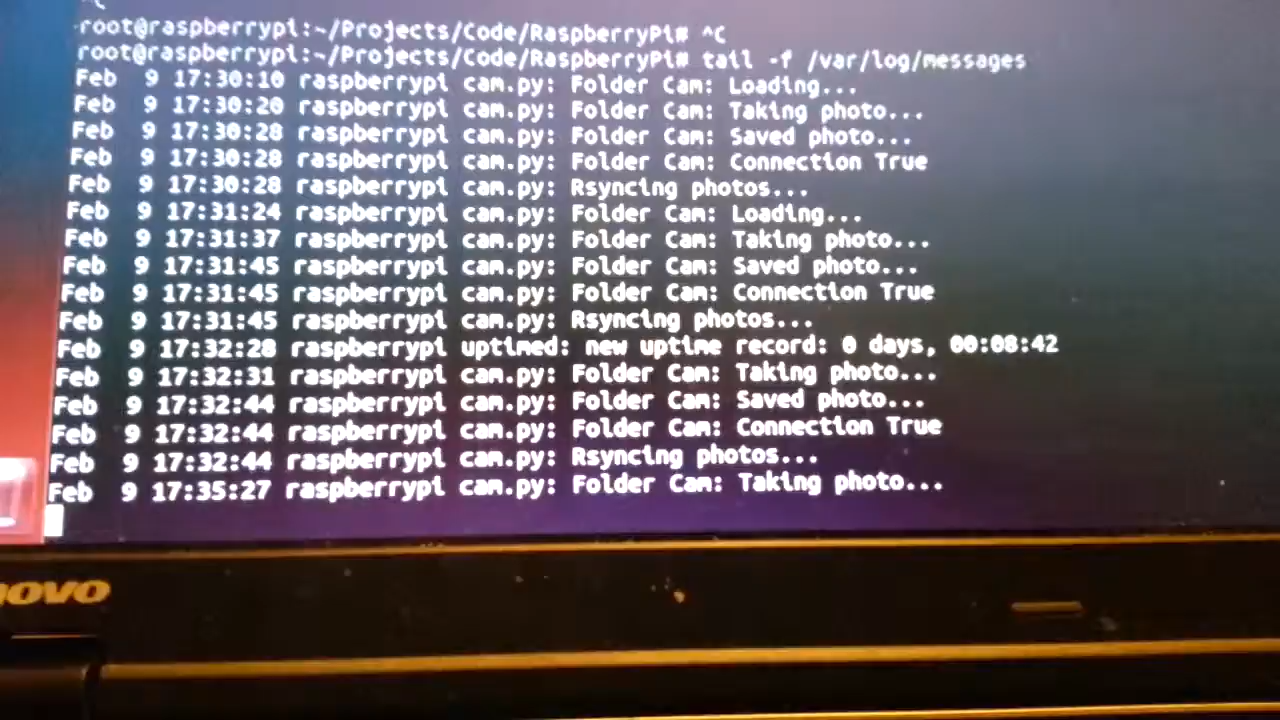 ^C
root@raspberrypi:~/Projects/Code/RaspberryPi# ^C
root@raspberrypi:~/Projects/Code/RaspberryPi# tail -f /var/log/messages
Feb  9 17:30:10 raspberrypi cam.py: Folder Cam: Loading...
Feb  9 17:30:20 raspberrypi cam.py: Folder Cam: Taking photo...
Feb  9 17:30:28 raspberrypi cam.py: Folder Cam: Saved photo...
Feb  9 17:30:28 raspberrypi cam.py: Folder Cam: Connection True
Feb  9 17:30:28 raspberrypi cam.py: Rsyncing photos...
Feb  9 17:31:24 raspberrypi cam.py: Folder Cam: Loading...
Feb  9 17:31:37 raspberrypi cam.py: Folder Cam: Taking photo...
Feb  9 17:31:45 raspberrypi cam.py: Folder Cam: Saved photo...
Feb  9 17:31:45 raspberrypi cam.py: Folder Cam: Connection True
Feb  9 17:31:45 raspberrypi cam.py: Rsyncing photos...
Feb  9 17:32:28 raspberrypi uptimed: new uptime record: 0 days, 00:08:42
Feb  9 17:32:31 raspberrypi cam.py: Folder Cam: Taking photo...
Feb  9 17:32:44 raspberrypi cam.py: Folder Cam: Saved photo...
Feb  9 17:32:44 raspberrypi cam.py: Folder Cam: Connection True
Feb  9 17:32:44 raspberrypi cam.py: Rsyncing photos...
Feb  9 17:35:27 raspberrypi cam.py: Folder Cam: Taking photo...
novo